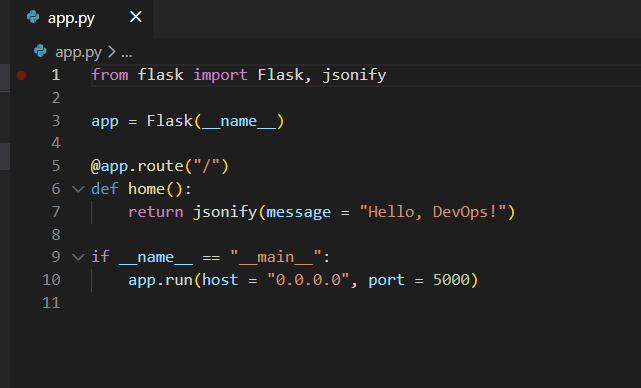 app.py
app.py > ...
1 from flask import Flask, jsonify
2
3 app = Flask(__name__)
4
5 @app.route("/")
6 def home():
7     return jsonify(message = "Hello, DevOps!")
8
9 if __name__ == "__main__":
10     app.run(host = "0.0.0.0", port = 5000)
11